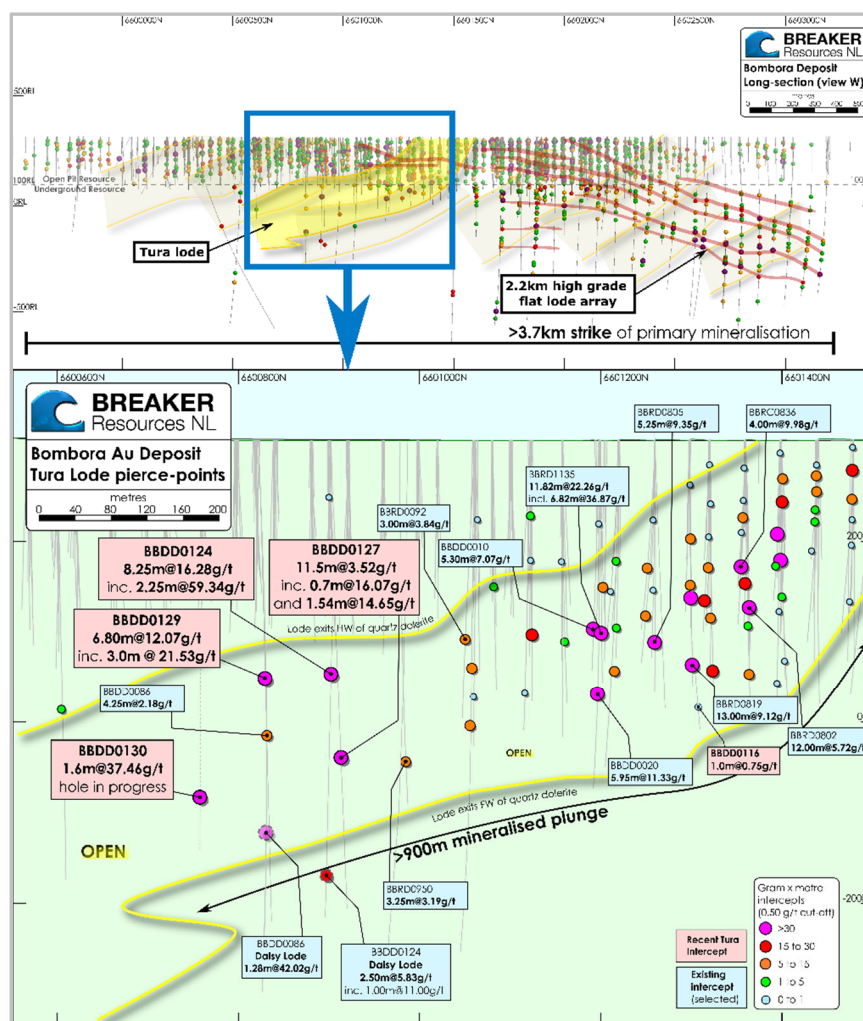 6600000N 6600500N 6601000N 6601500N 6602000N 6602500N 6603000N
BREAKER
Resources NL
Bombora Deposit
Long-section (view W)
metres
0 100 200 300 400 500
500RL
Open Pit Resource
100RL
Underground Resource
0RL
Tura lode
2.2km high grade
flat lode array
-500RL
>3.7km strike of primary mineralisation
6600600N 6600800N 6601000N 6601200N 6601400N
BREAKER
Resources NL
Bombora Au Deposit
Tura Lode pierce-points
metres
0 40 80 120 160 200
BBRD0805
5.25m@9.35g/t
BBRC0836
4.00m@9.98g/t
BBRD1135
11.82m@22.26g/t
incl. 6.82m@36.87g/t
BBRD0392
3.00m@3.84g/t
BBDD0010
5.30m@7.07g/t
BBDD0124
8.25m@16.28g/t
inc. 2.25m@59.34g/t
BBDD0127
11.5m@3.52g/t
inc. 0.7m@16.07g/t
and 1.54m@14.65g/t
BBDD0129
6.80m@12.07g/t
inc. 3.0m @ 21.53g/t
Lode exits HW of quartz dolerite
BBDD0086
4.25m@2.18g/t
BBDD0130
1.6m@37.46g/t
hole in progress
BBRD0819
13.00m@9.12g/t
BBRD0802
12.00m@5.72g/t
BBDD0116
1.0m@0.75g/t
OPEN
BBDD0020
5.95m@11.33g/t
Lode exits FW of quartz dolerite
>900m mineralised plunge
OPEN
BBRD0950
3.25m@3.19g/t
BBDD0086
Daisy Lode
1.28m@42.02g/t
BBDD0124
Daisy Lode
2.50m@5.83g/t
inc. 1.00m@11.00g/t
Recent Tura
Intercept
Existing
intercept
(selected)
Gram x metre
intercepts
(0.50 g/t cut-off)
>30
15 to 30
5 to 15
1 to 5
0 to 1